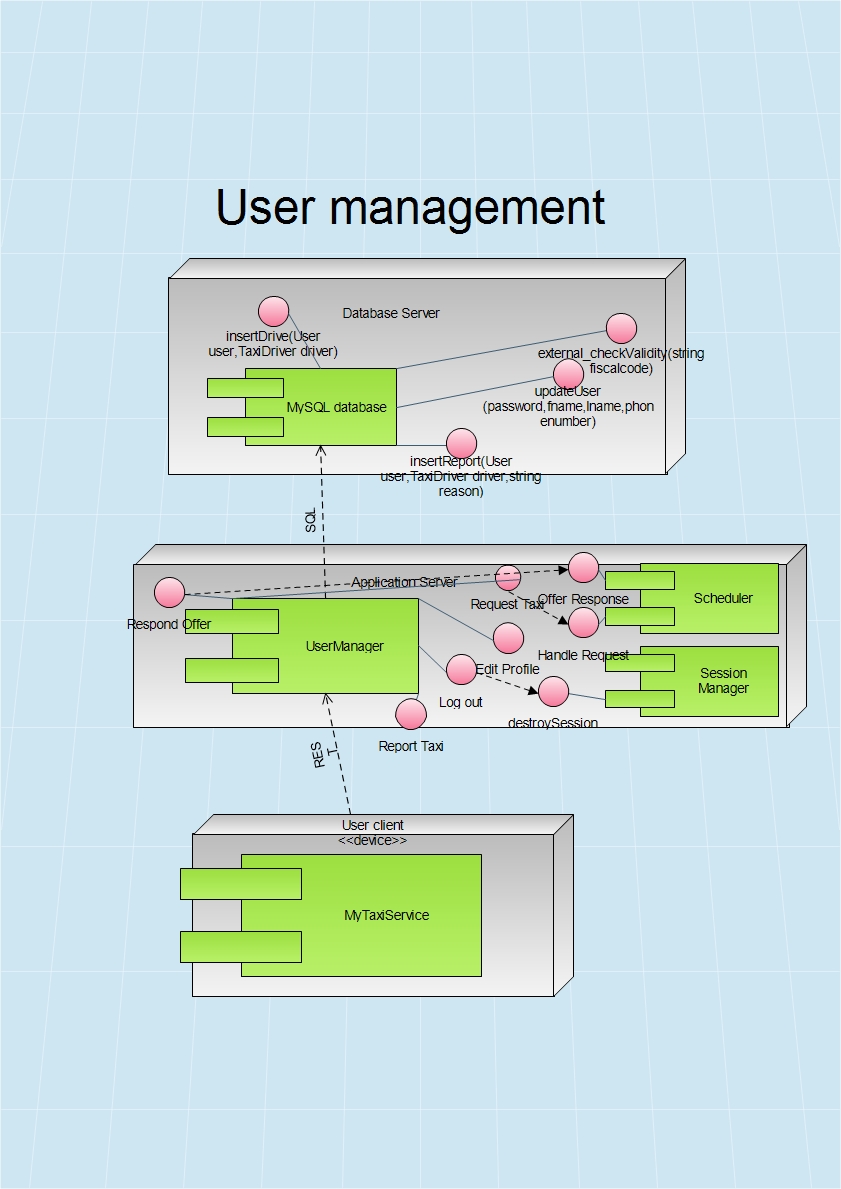 User management
Database Server
insertDrive(User
user,TaxiDriver driver)
external_checkValidity(string
fiscalcode)
updateUser
(password,fname,lname,phon
enumber)
MySQL database
insertReport(User
user,TaxiDriver driver,string
reason)
SQL
Application Server
Request Taxi
Offer Response
Scheduler
Respond Offer
UserManager
Handle Request
Edit Profile
Session
Manager
Log out
destroySession
Report Taxi
RES
T
User client
<<device>>
MyTaxiService